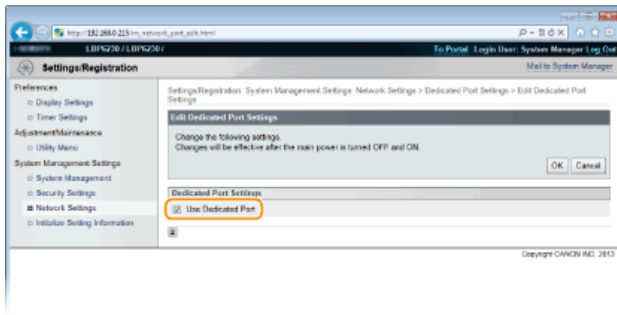 http://192.168.0.215/m_network_port_edit.html
LBP6230 / LBP6230 /
To Portal Login User: System Manager Log Out
Settings/Registration
Mail to System Manager
Preferences
Display Settings
Timer Settings
Adjustment/Maintenance
Utility Menu
System Management Settings
System Management
Security Settings
Network Settings
Initialize Setting Information
Settings/Registration: System Management Settings: Network Settings > Dedicated Port Settings > Edit Dedicated Port
Settings
Edit Dedicated Port Settings
Change the following settings.
Changes will be effective after the main power is turned OFF and ON.
OK Cancel
Dedicated Port Settings
Use Dedicated Port
Copyright CANON INC. 2013